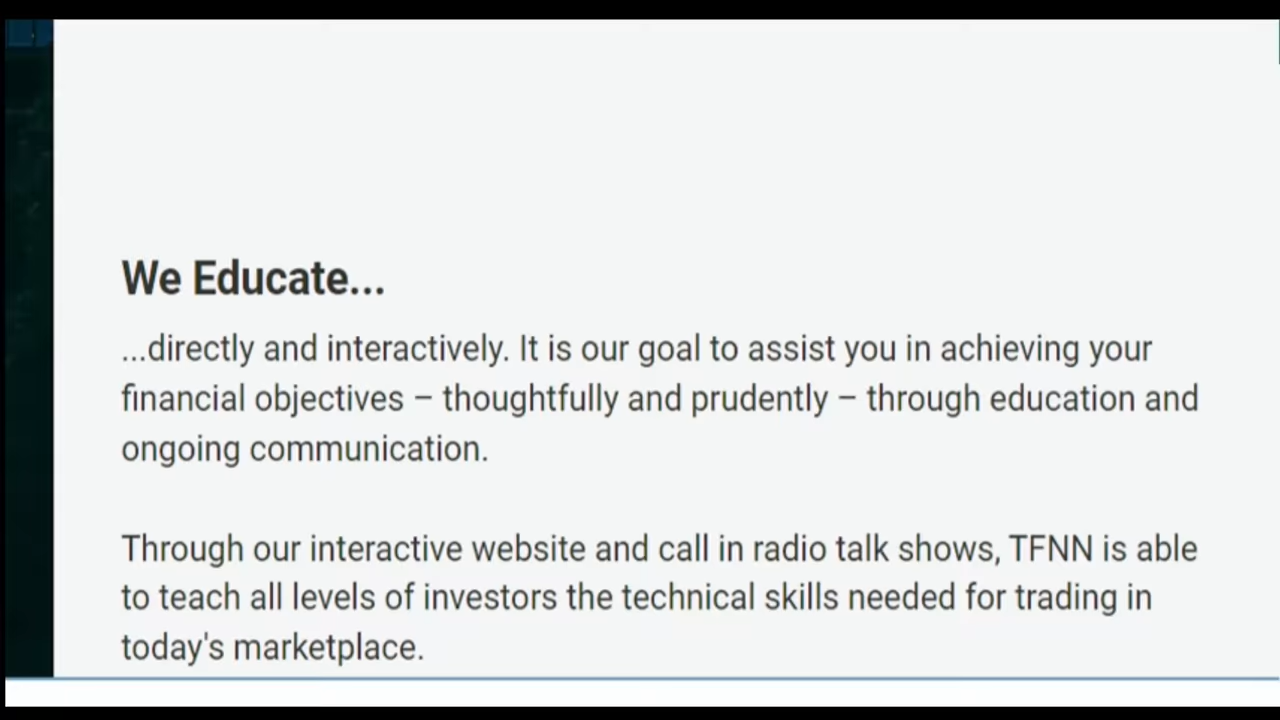 We Educate...
...directly and interactively. It is our goal to assist you in achieving your
financial objectives – thoughtfully and prudently – through education and
ongoing communication.
Through our interactive website and call in radio talk shows, TFNN is able
to teach all levels of investors the technical skills needed for trading in
today's marketplace.